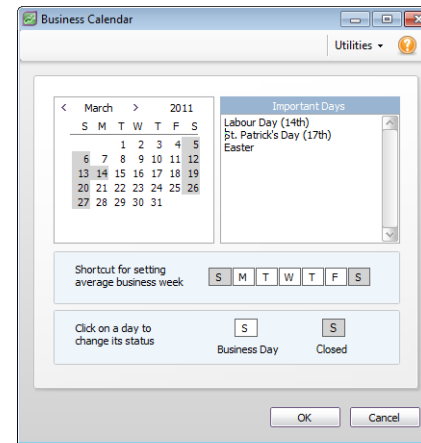 Business Calendar
Utilities
< March > 2011
S M T W T F S
1 2 3 4 5
6 7 8 9 10 11 12
13 14 15 16 17 18 19
20 21 22 23 24 25 26
27 28 29 30 31
Important Days
Labour Day (14th)
St. Patrick's Day (17th)
Easter
Shortcut for setting
average business week
S M T W T F S
Click on a day to
change its status
S S
Business Day Closed
OK Cancel